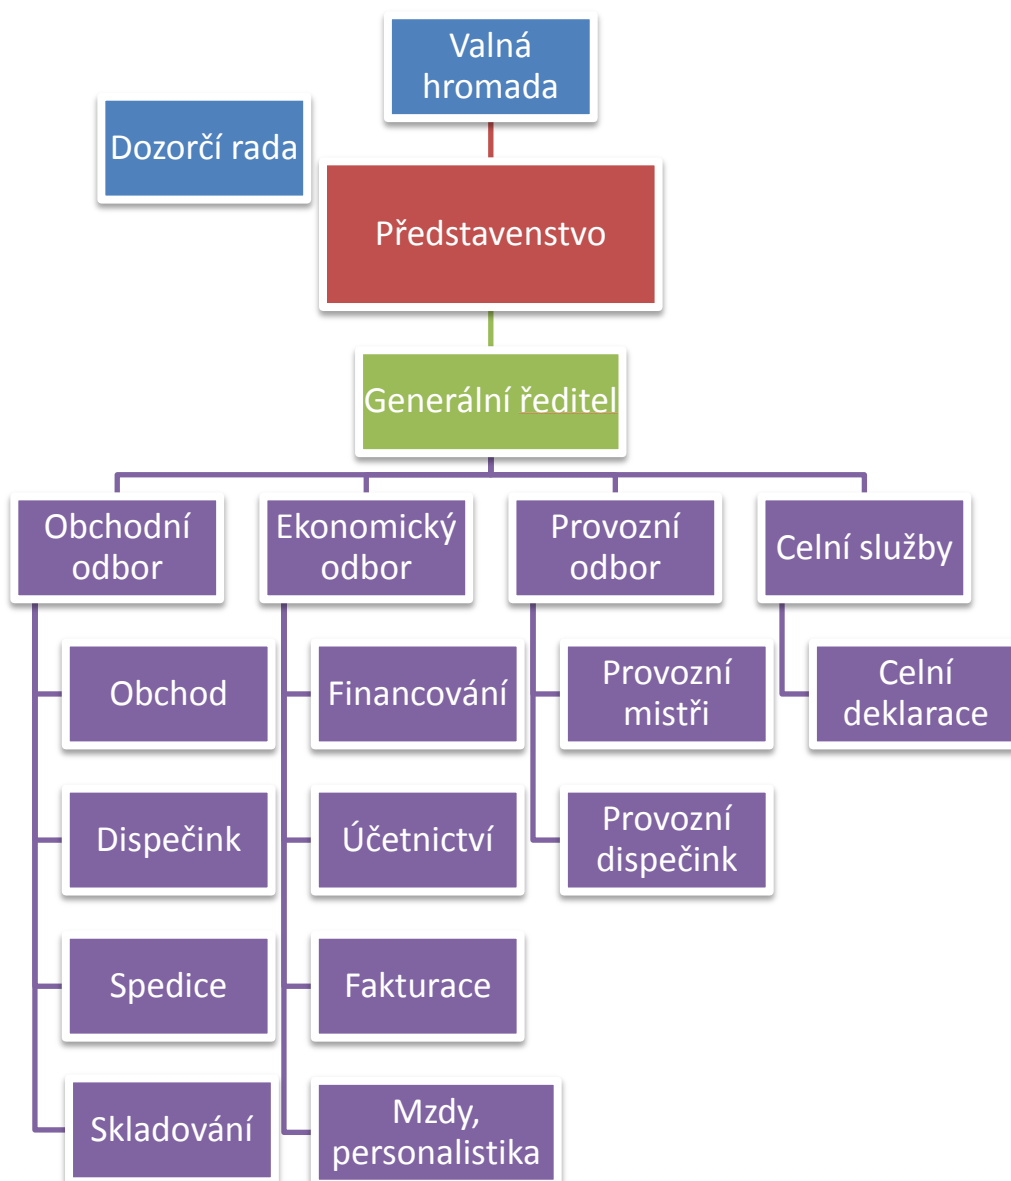 Valná
hromada
Dozorčí rada
Představenstvo
Generální ředitel
Obchodní
odbor
Ekonomický
odbor
Provozní
odbor
Celní služby
Obchod
Financování
Provozní
mistři
Celní
deklarace
Dispečink
Účetnictví
Provozní
dispečink
Spedice
Fakturace
Skladování
Mzdy,
personalistika